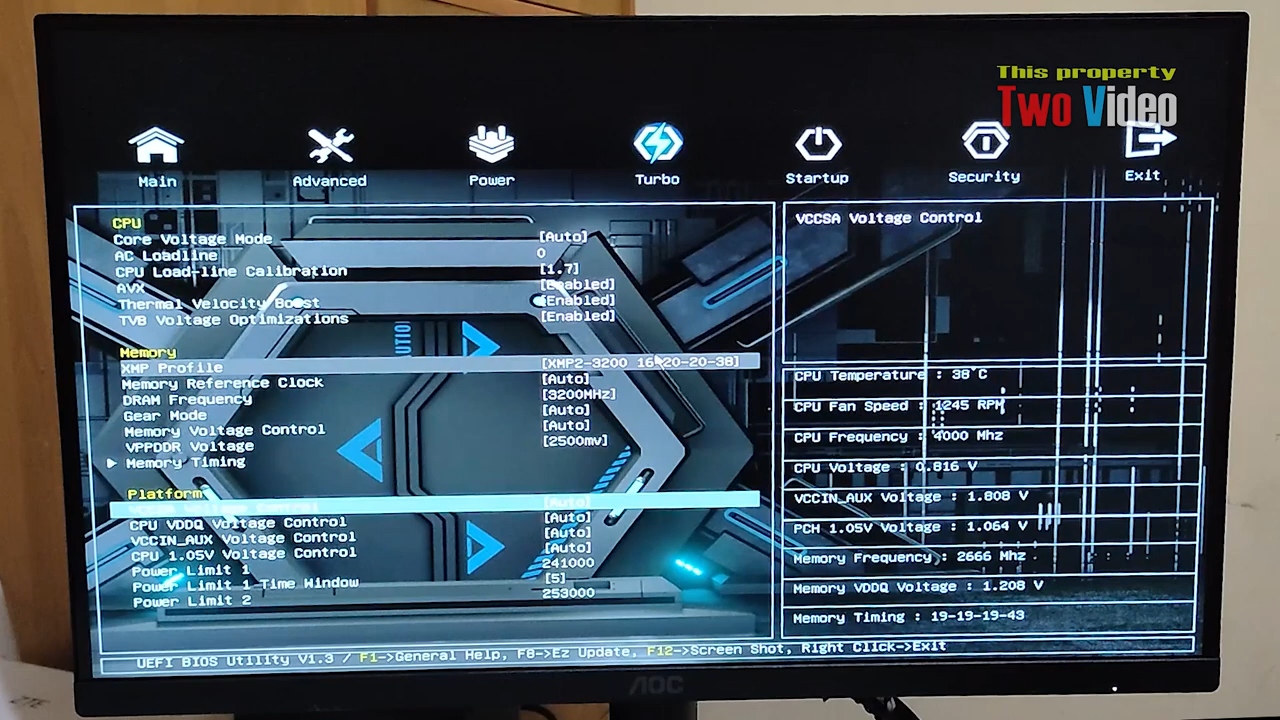 This property
Two Video
Main
Advanced
Power
Turbo
Startup
Security
Exit
CPU
Core Voltage Mode [Auto]
AC Loadline 0
CPU Load-line Calibration [1.7]
AVX [Enabled]
Thermal Velocity Boost [Enabled]
TVB Voltage Optimizations [Enabled]
Memory
XMP Profile [XMP2-3200 16-20-20-38]
Memory Reference Clock [Auto]
DRAM Frequency [3200MHz]
Gear Mode [Auto]
Memory Voltage Control [Auto]
VPPDDR Voltage [2500mv]
Memory Timing
Platform
VCCSA Voltage Control [Auto]
CPU VDDQ Voltage Control [Auto]
VCCIN_AUX Voltage Control [Auto]
CPU 1.05V Voltage Control [Auto]
Power Limit 1 241000
Power Limit 1 Time Window [5]
Power Limit 2 253000
VCCSA Voltage Control
CPU Temperature : 38°C
CPU Fan Speed : 1245 RPM
CPU Frequency : 4000 Mhz
CPU Voltage : 0.816 V
VCCIN_AUX Voltage : 1.808 V
PCH 1.05V Voltage : 1.064 V
Memory Frequency : 2666 Mhz
Memory VDDQ Voltage : 1.208 V
Memory Timing : 19-19-19-43
UEFI BIOS Utility V1.3 / F1->General Help, F8->Ez Update, F12->Screen Shot, Right Click->Exit
AOC